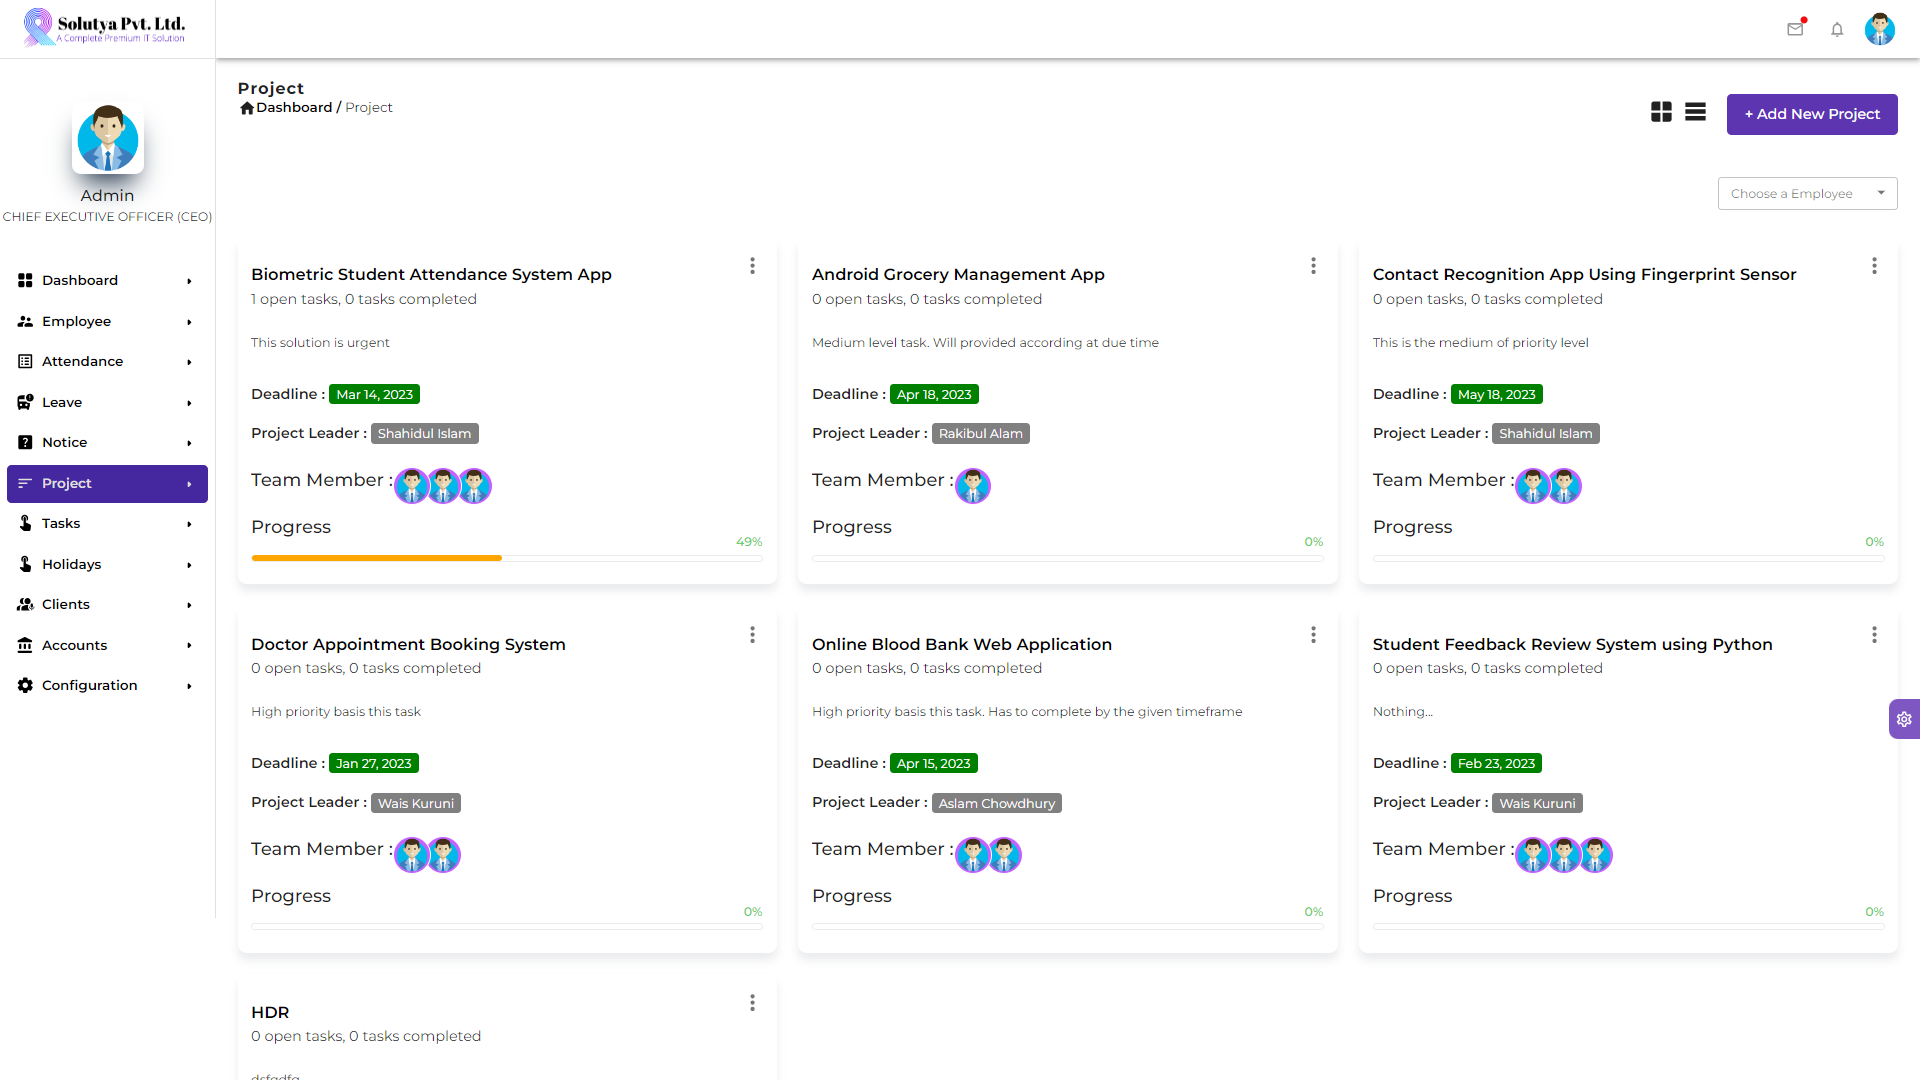 Solutya Pvt. Ltd.
A Complete Premium IT Solution
Admin
CHIEF EXECUTIVE OFFICER (CEO)
Dashboard
Employee
Attendance
Leave
Notice
Project
Tasks
Holidays
Clients
Accounts
Configuration
Project
Dashboard / Project
+ Add New Project
Choose a Employee
Biometric Student Attendance System App
1 open tasks, 0 tasks completed
This solution is urgent
Deadline : Mar 14, 2023
Project Leader : Shahidul Islam
Team Member :
Progress
49%
Android Grocery Management App
0 open tasks, 0 tasks completed
Medium level task. Will provided according at due time
Deadline : Apr 18, 2023
Project Leader : Rakibul Alam
Team Member :
Progress
0%
Contact Recognition App Using Fingerprint Sensor
0 open tasks, 0 tasks completed
This is the medium of priority level
Deadline : May 18, 2023
Project Leader : Shahidul Islam
Team Member :
Progress
0%
Doctor Appointment Booking System
0 open tasks, 0 tasks completed
High priority basis this task
Deadline : Jan 27, 2023
Project Leader : Wais Kuruni
Team Member :
Progress
0%
Online Blood Bank Web Application
0 open tasks, 0 tasks completed
High priority basis this task. Has to complete by the given timeframe
Deadline : Apr 15, 2023
Project Leader : Aslam Chowdhury
Team Member :
Progress
0%
Student Feedback Review System using Python
0 open tasks, 0 tasks completed
Nothing...
Deadline : Feb 23, 2023
Project Leader : Wais Kuruni
Team Member :
Progress
0%
HDR
0 open tasks, 0 tasks completed